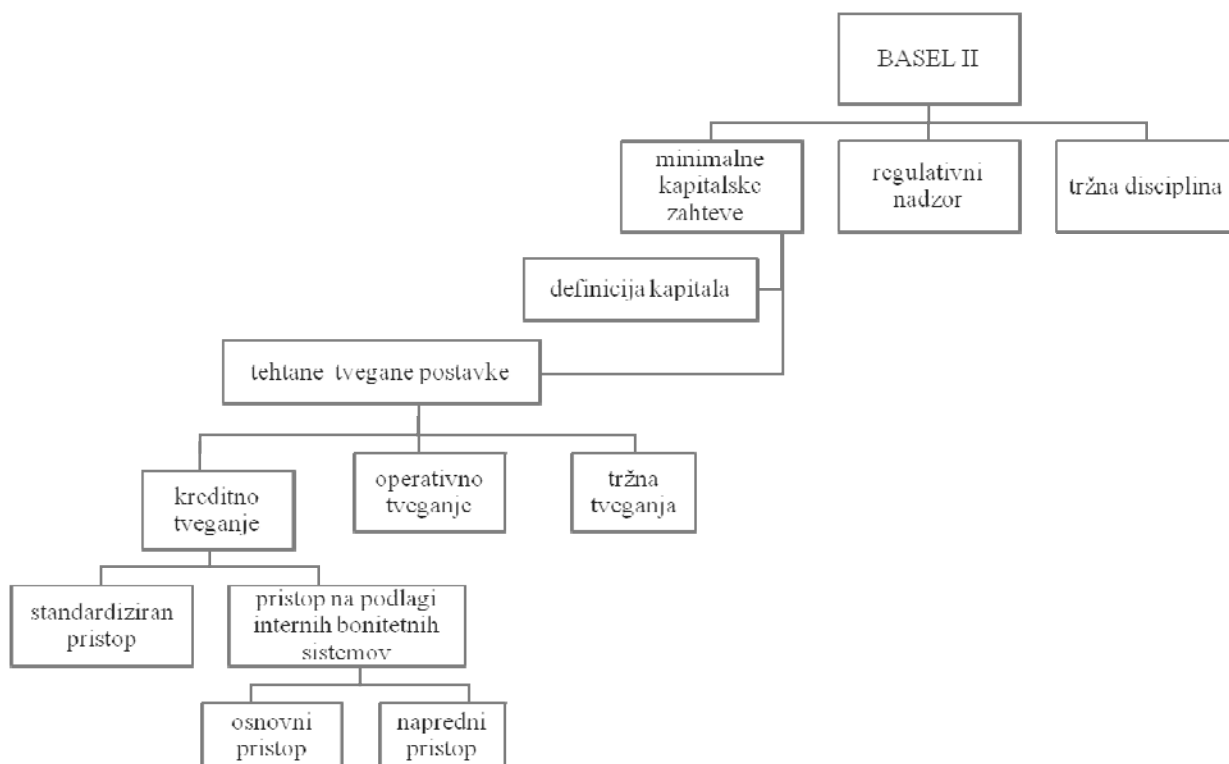 BASEL II
minimalne
kapitalske
zahteve
regulativni
nadzor
tržna disciplina
definicija kapitala
tehtane tvegane postavke
kreditno
tveganje
operativno
tveganje
tržna
tveganja
standardiziran
pristop
pristop na podlagi
internih bonitetnih
sistemov
osnovni
pristop
napredni
pristop